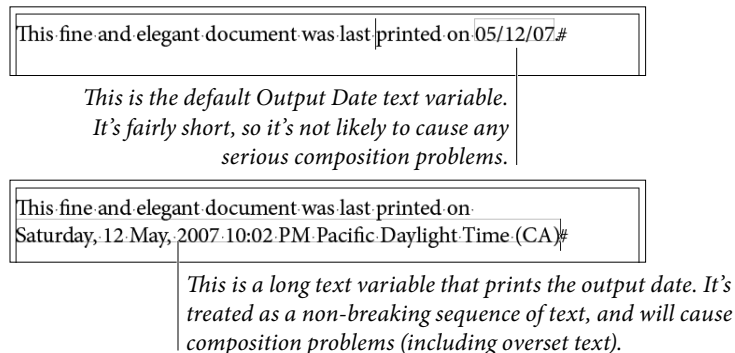 This fine and elegant document was last printed on 05/12/07.#
This is the default Output Date text variable.
It's fairly short, so it's not likely to cause any
serious composition problems.
This fine and elegant document was last printed on
Saturday, 12 May, 2007 10:02 PM Pacific Daylight Time (CA)#
This is a long text variable that prints the output date. It's
treated as a non-breaking sequence of text, and will cause
composition problems (including overset text).